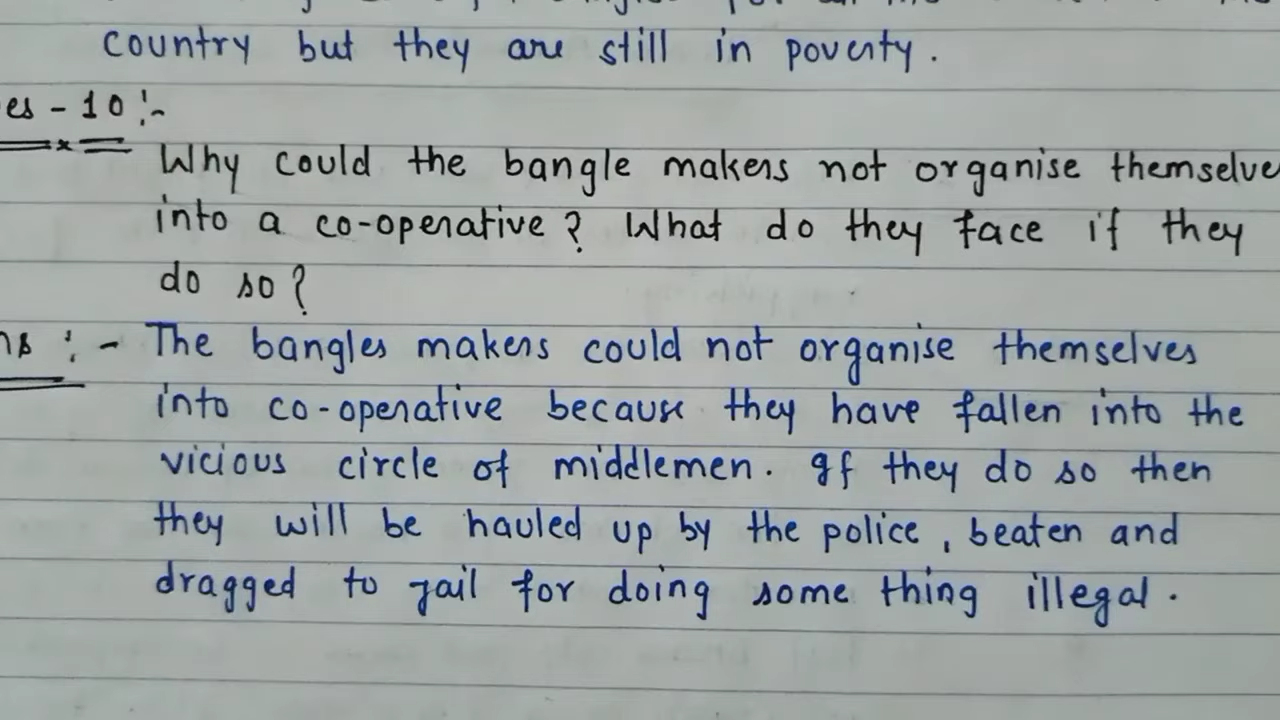 country but they are still in poverty.
es - 10 :-
Why could the bangle makers not organise themselve
into a co-operative? What do they face if they
do so?
ns :- The bangles makers could not organise themselves
into co-operative because they have fallen into the
vicious circle of middlemen. If they do so then
they will be hauled up by the police, beaten and
dragged to jail for doing some thing illegal.